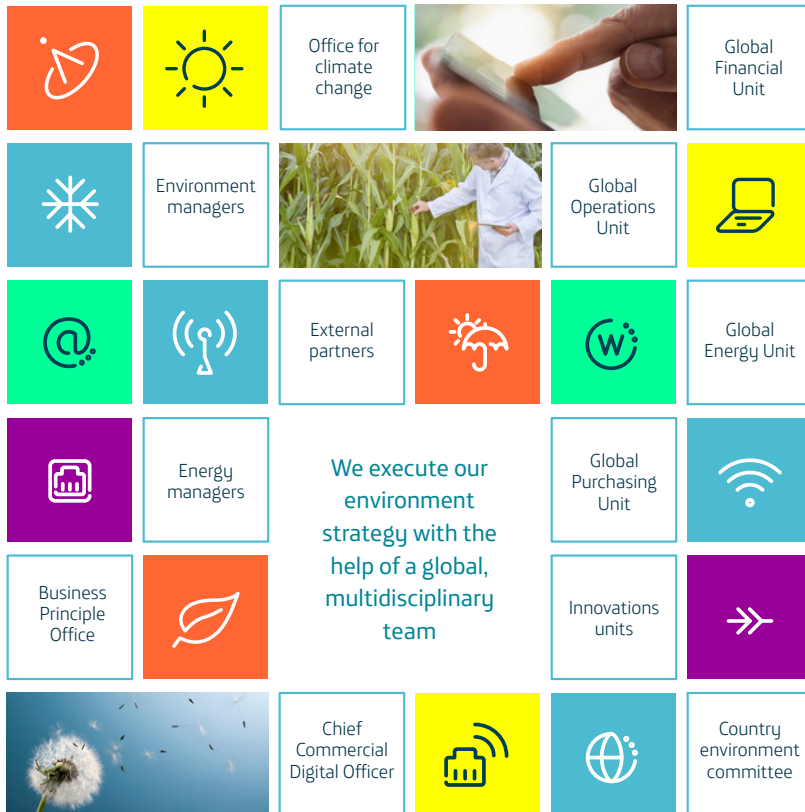 Office for
climate
change
Global
Financial
Unit
Environment
managers
Global
Operations
Unit
@
External
partners
W
Global
Energy Unit
Energy
managers
We execute our
environment
strategy with the
help of a global,
multidisciplinary
team
Global
Purchasing
Unit
Business
Principle
Office
Innovations
units
Chief
Commercial
Digital Officer
Country
environment
committee